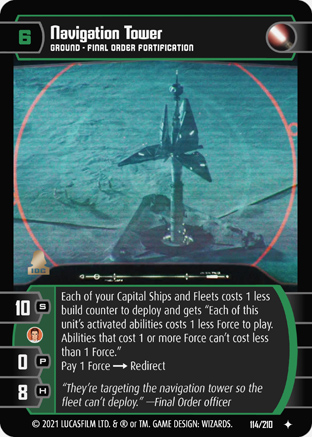 6
Navigation Tower
GROUND - FINAL ORDER FORTIFICATION
IDC
10 S
Each of your Capital Ships and Fleets costs 1 less
build counter to deploy and gets “Each of this
unit’s activated abilities costs 1 less Force to play.
Abilities that cost 1 or more Force can’t cost less
than 1 Force.”
0 P
Pay 1 Force → Redirect
8 H
“They’re targeting the navigation tower so the
fleet can’t deploy.” —Final Order officer
© 2021 LUCASFILM LTD. & ® or TM. GAME DESIGN: WIZARDS.
114/210